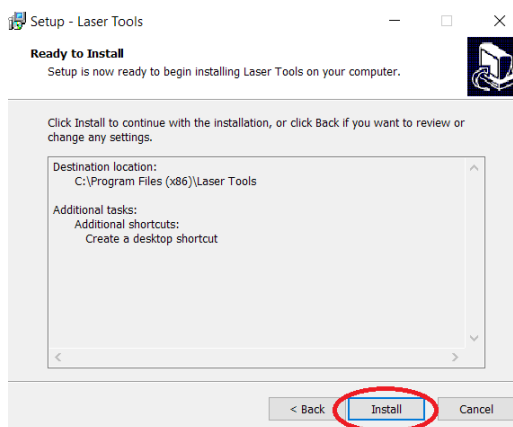 Setup - Laser Tools
Ready to Install
Setup is now ready to begin installing Laser Tools on your computer.
Click Install to continue with the installation, or click Back if you want to review or
change any settings.
Destination location:
C:\Program Files (x86)\Laser Tools
Additional tasks:
Additional shortcuts:
Create a desktop shortcut
< Back
Install
Cancel